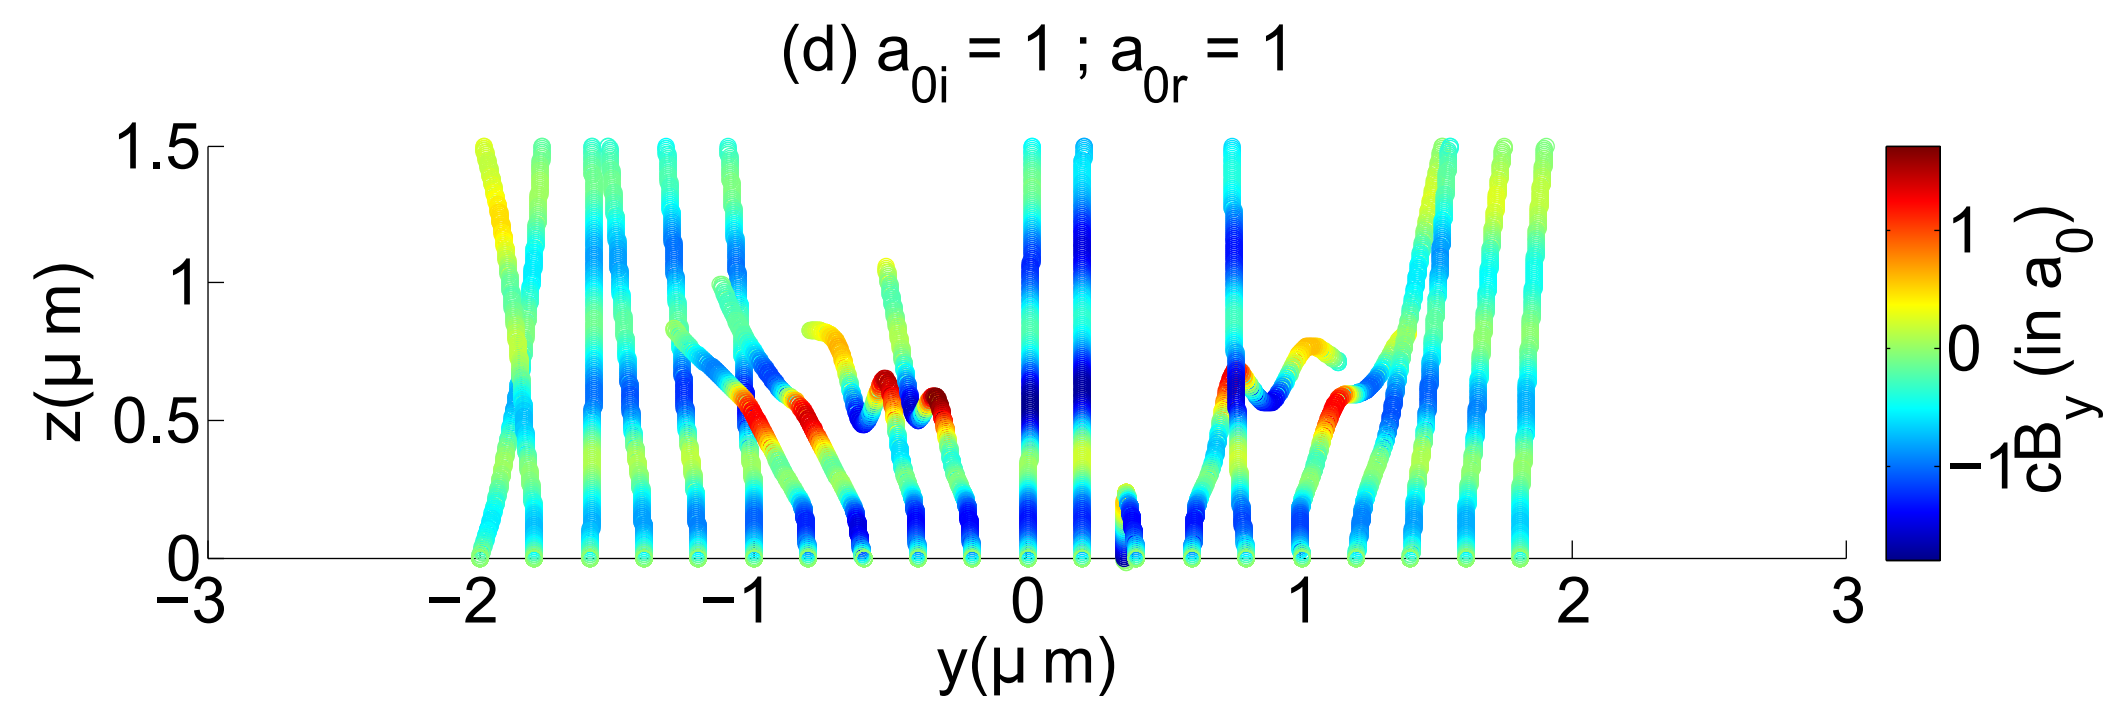 (d) a0i = 1 ; a0r = 1
1.5
1
0.5
0
z(μ m)
−3 −2 −1 0 1 2 3
y(μ m)
1
0
−1
cBy (in a0)